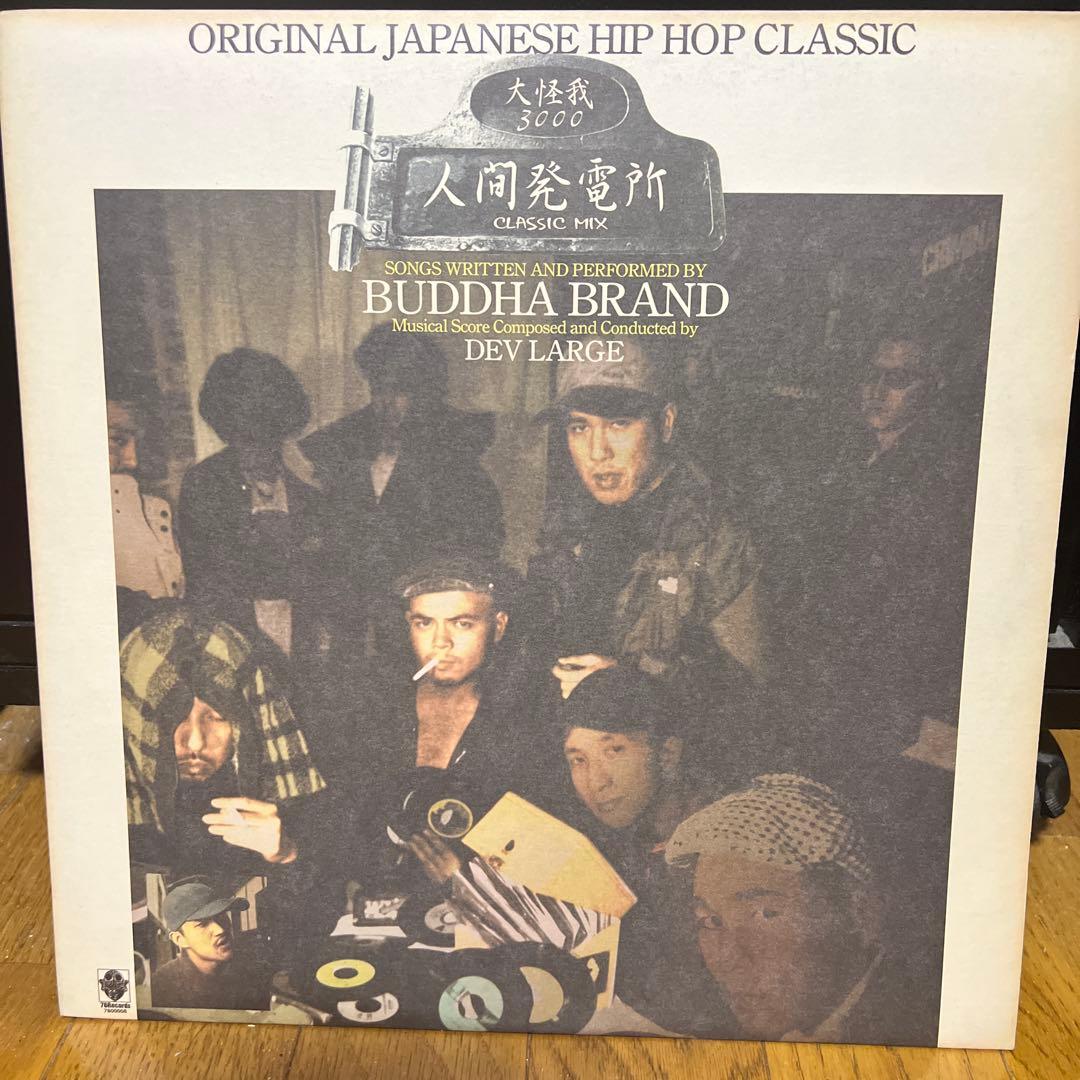 ORIGINAL JAPANESE HIP HOP CLASSIC
大怪我
3000
人間発電所
CLASSIC MIX
SONGS WRITTEN AND PERFORMED BY
BUDDHA BRAND
Musical Score Composed and Conducted by
DEV LARGE
76Records